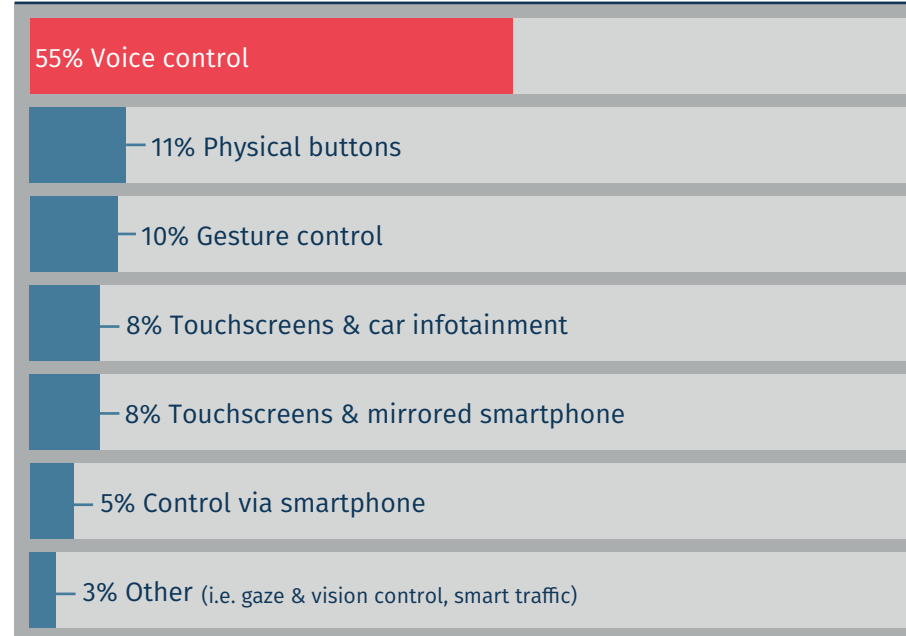 55% Voice control
11% Physical buttons
10% Gesture control
8% Touchscreens & car infotainment
8% Touchscreens & mirrored smartphone
5% Control via smartphone
3% Other (i.e. gaze & vision control, smart traffic)